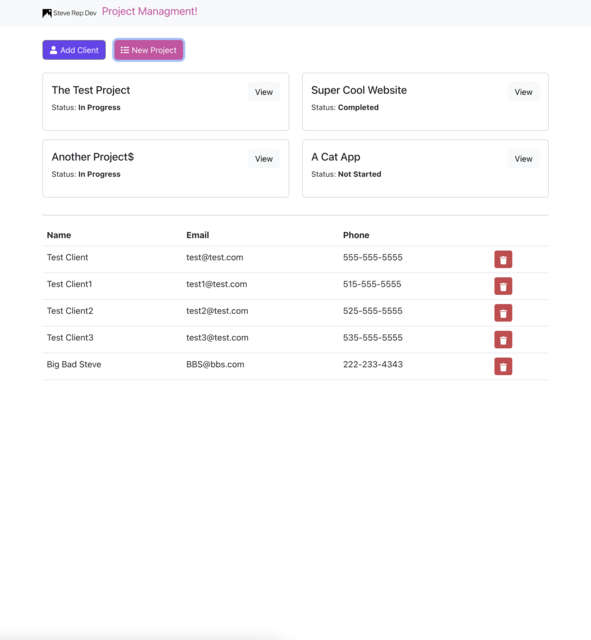 Steve Rep Dev Project Managment!
Add Client New Project
The Test Project View
Status: In Progress
Super Cool Website View
Status: Completed
Another Project$ View
Status: In Progress
A Cat App View
Status: Not Started
Name Email Phone
Test Client test@test.com 555-555-5555
Test Client1 test1@test.com 515-555-5555
Test Client2 test2@test.com 525-555-5555
Test Client3 test3@test.com 535-555-5555
Big Bad Steve BBS@bbs.com 222-233-4343